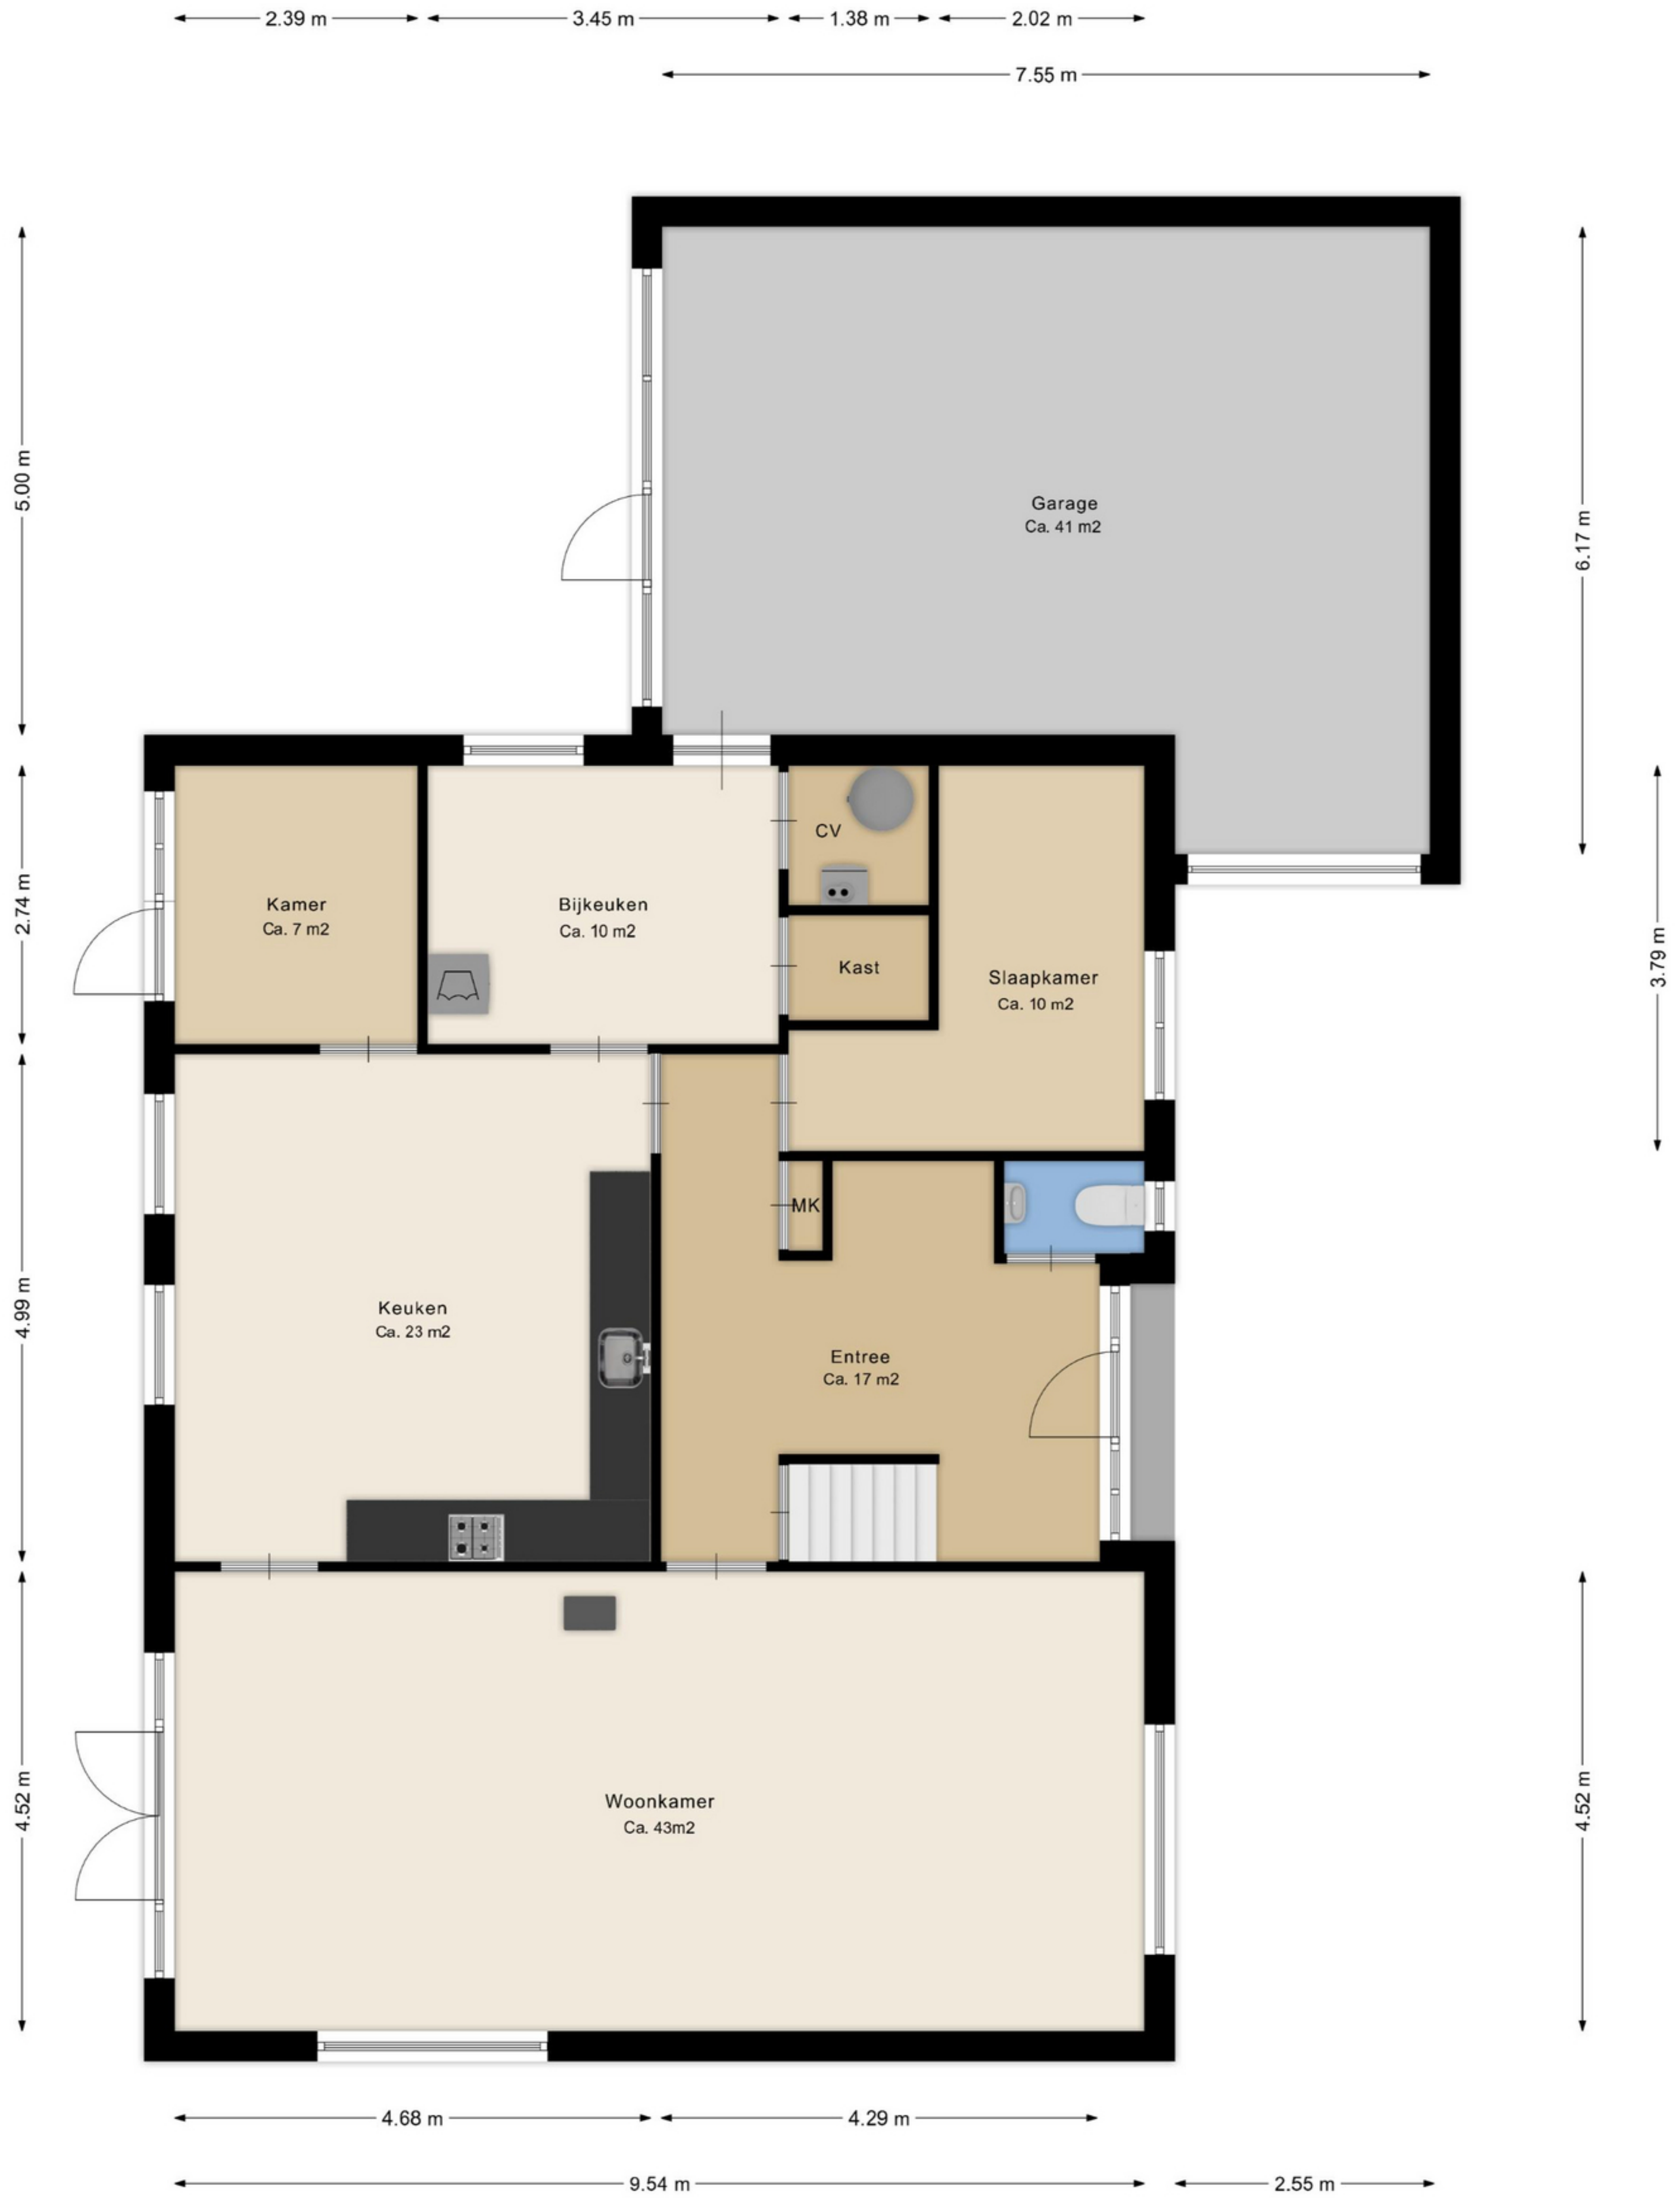 2.39 m
3.45 m
1.38 m
2.02 m
7.55 m
5.00 m
Garage
Ca. 41 m2
6.17 m
CV
2.74 m
Kamer
Ca. 7 m2
Bijkeuken
Ca. 10 m2
Kast
Slaapkamer
Ca. 10 m2
3.79 m
MK
4.99 m
Keuken
Ca. 23 m2
Entree
Ca. 17 m2
4.52 m
Woonkamer
Ca. 43m2
4.52 m
4.68 m
4.29 m
9.54 m
2.55 m